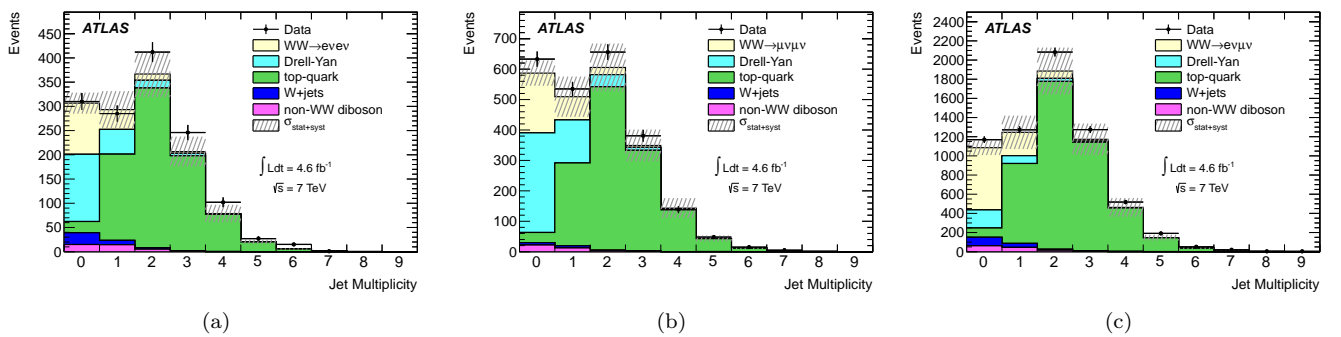 Events
ATLAS
450
400
350
300
250
200
150
100
50
0
Data
WW→eνeν
Drell-Yan
top-quark
W+jets
non-WW diboson
σstat+syst
∫ Ldt = 4.6 fb-1
√s = 7 TeV
0 1 2 3 4 5 6 7 8 9
Jet Multiplicity
(a)
Events
ATLAS
700
600
500
400
300
200
100
0
Data
WW→μνμν
Drell-Yan
top-quark
W+jets
non-WW diboson
σstat+syst
∫ Ldt = 4.6 fb-1
√s = 7 TeV
0 1 2 3 4 5 6 7 8 9
Jet Multiplicity
(b)
Events
ATLAS
2400
2200
2000
1800
1600
1400
1200
1000
800
600
400
200
0
Data
WW→eνμν
Drell-Yan
top-quark
W+jets
non-WW diboson
σstat+syst
∫ Ldt = 4.6 fb-1
√s = 7 TeV
0 1 2 3 4 5 6 7 8 9
Jet Multiplicity
(c)